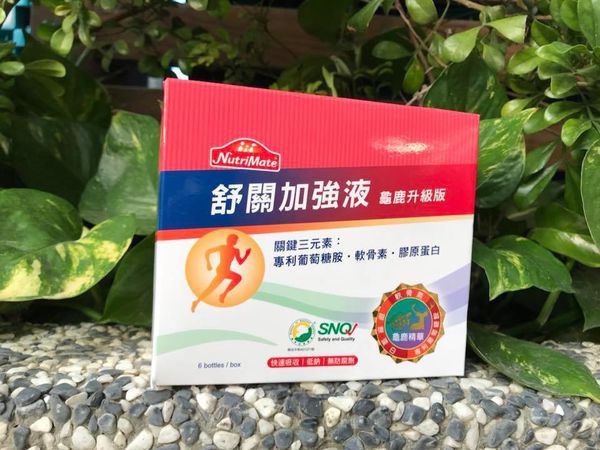 NutriMate
舒關加強液 龜鹿升級版
關鍵三元素：
專利葡萄糖胺・軟骨素・膠原蛋白
SNQ
Safety and Quality
龜鹿精華
6 bottles / box
快速吸收 低鈉 無防腐劑